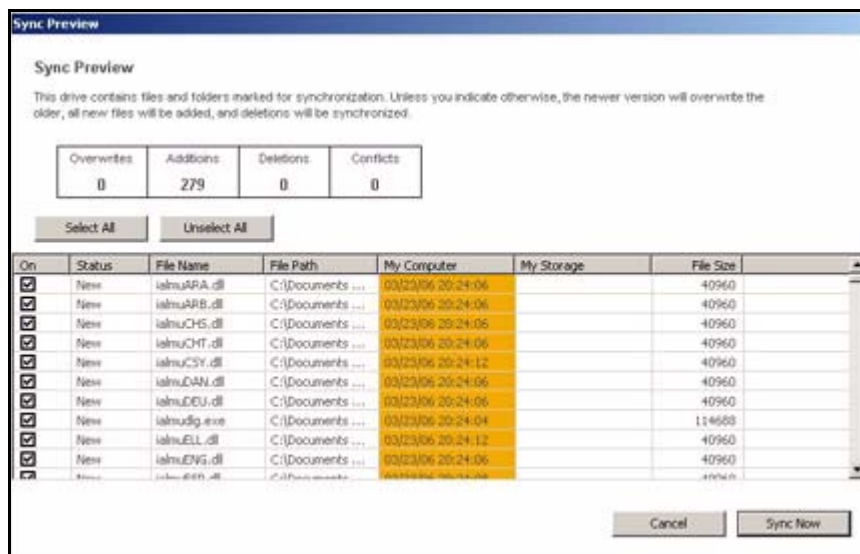 Sync Preview
Sync Preview
This drive contains files and folders marked for synchronization. Unless you indicate otherwise, the newer version will overwrite the
older, all new files will be added, and deletions will be synchronized.
Overwrites Additioins Deletions Conflicts
0 279 0 0
Select All Unselect All
On Status File Name File Path My Computer My Storage File Size
New ialmuARA.dll C:\Documents ... 03/23/06 20:24:06 40960
New ialmuARB.dll C:\Documents ... 03/23/06 20:24:06 40960
New ialmuCHS.dll C:\Documents ... 03/23/06 20:24:06 40960
New ialmuCHT.dll C:\Documents ... 03/23/06 20:24:06 40960
New ialmuCSY.dll C:\Documents ... 03/23/06 20:24:12 40960
New ialmuDAN.dll C:\Documents ... 03/23/06 20:24:06 40960
New ialmuDEU.dll C:\Documents ... 03/23/06 20:24:06 40960
New ialmudlg.exe C:\Documents ... 03/23/06 20:24:04 114688
New ialmuELL.dll C:\Documents ... 03/23/06 20:24:12 40960
New ialmuENG.dll C:\Documents ... 03/23/06 20:24:06 40960
Cancel Sync Now